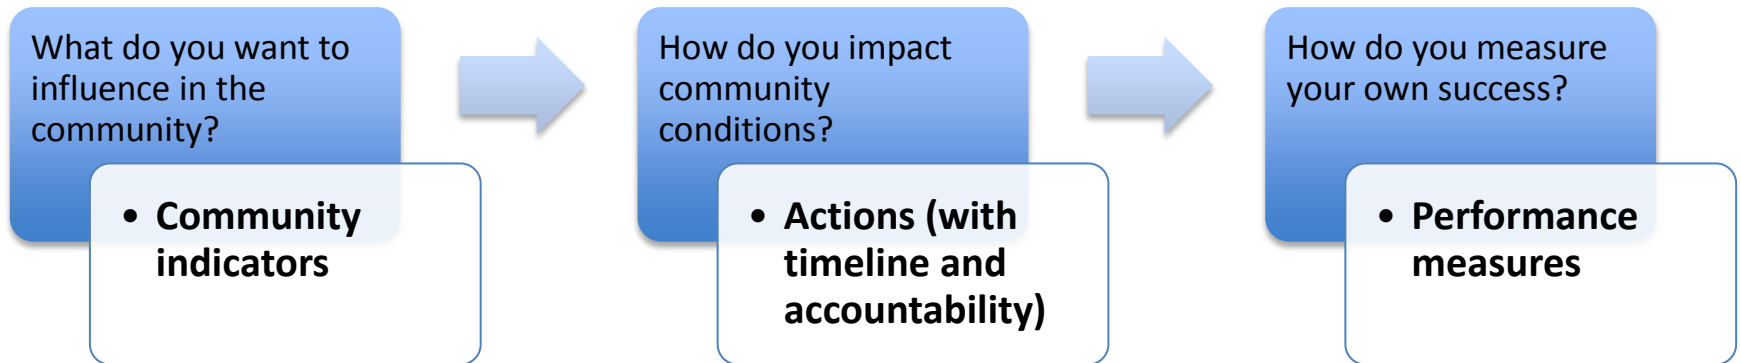 What do you want to
influence in the
community?
• Community
indicators
How do you impact
community
conditions?
• Actions (with
timeline and
accountability)
How do you measure
your own success?
• Performance
measures